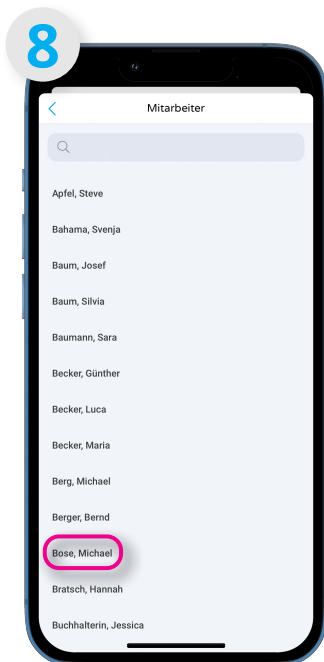 8
Mitarbeiter
Apfel, Steve
Bahama, Svenja
Baum, Josef
Baum, Silvia
Baumann, Sara
Becker, Günther
Becker, Luca
Becker, Maria
Berg, Michael
Berger, Bernd
Bose, Michael
Bratsch, Hannah
Buchhalterin, Jessica